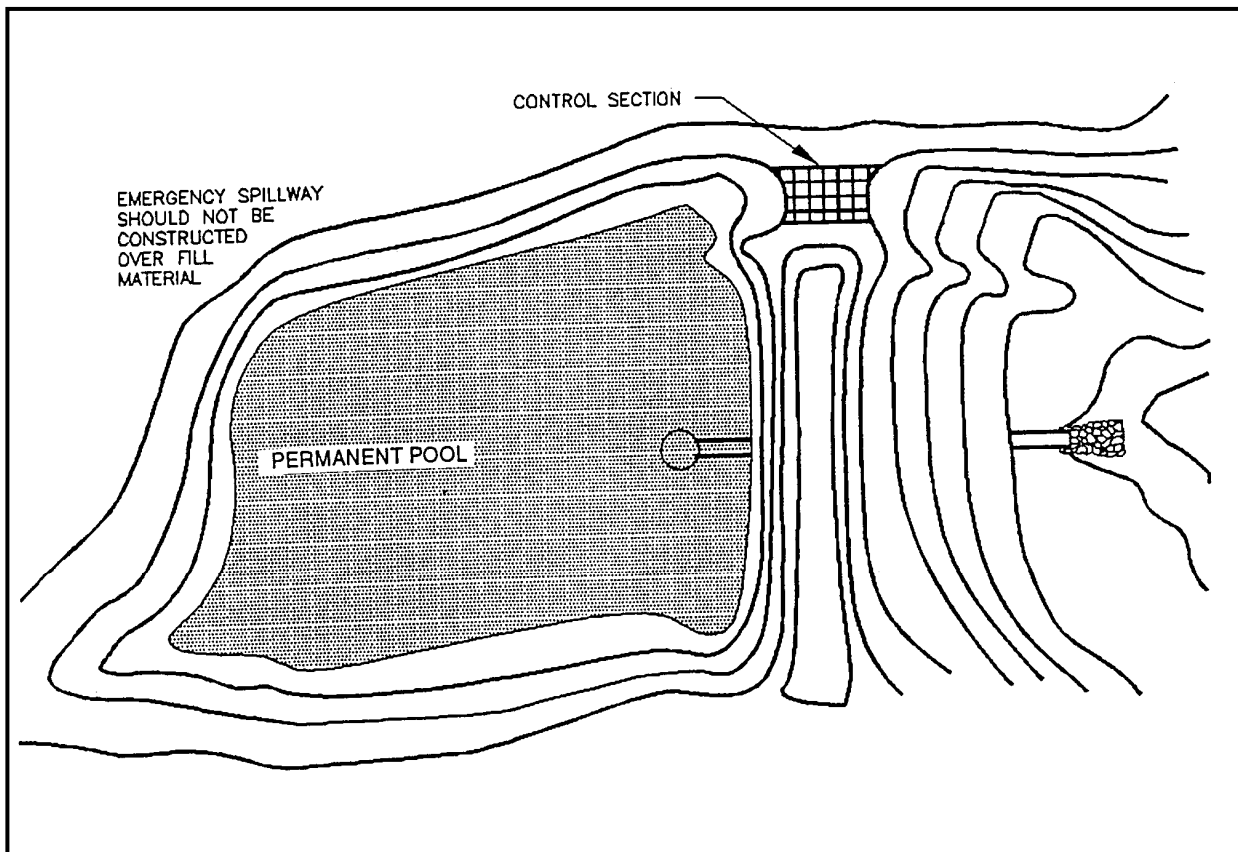 CONTROL SECTION
EMERGENCY SPILLWAY
SHOULD NOT BE
CONSTRUCTED
OVER FILL
MATERIAL
PERMANENT POOL